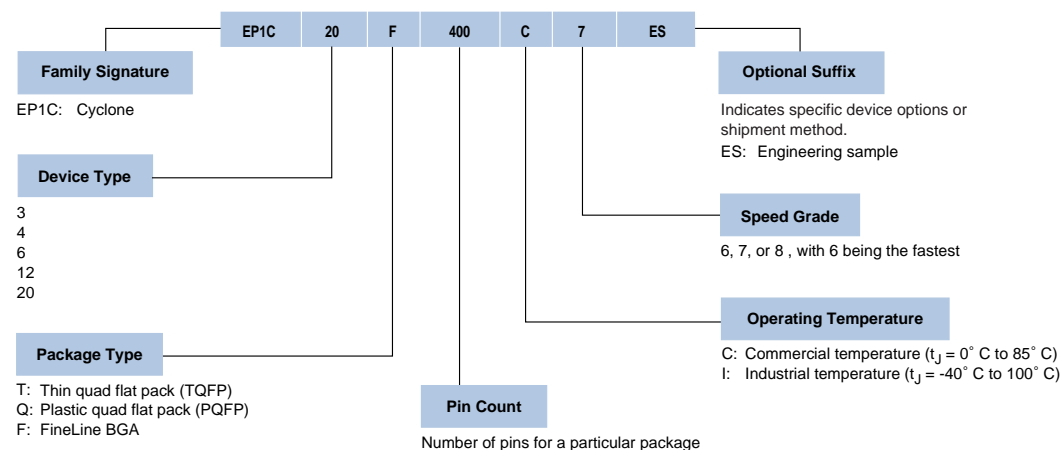 EP1C 20 F 400 C 7 ES
Family Signature
EP1C: Cyclone
Device Type
3
4
6
12
20
Package Type
T: Thin quad flat pack (TQFP)
Q: Plastic quad flat pack (PQFP)
F: FineLine BGA
Pin Count
Number of pins for a particular package
Optional Suffix
Indicates specific device options or
shipment method.
ES: Engineering sample
Speed Grade
6, 7, or 8 , with 6 being the fastest
Operating Temperature
C: Commercial temperature (tJ = 0° C to 85° C)
I: Industrial temperature (tJ = -40° C to 100° C)